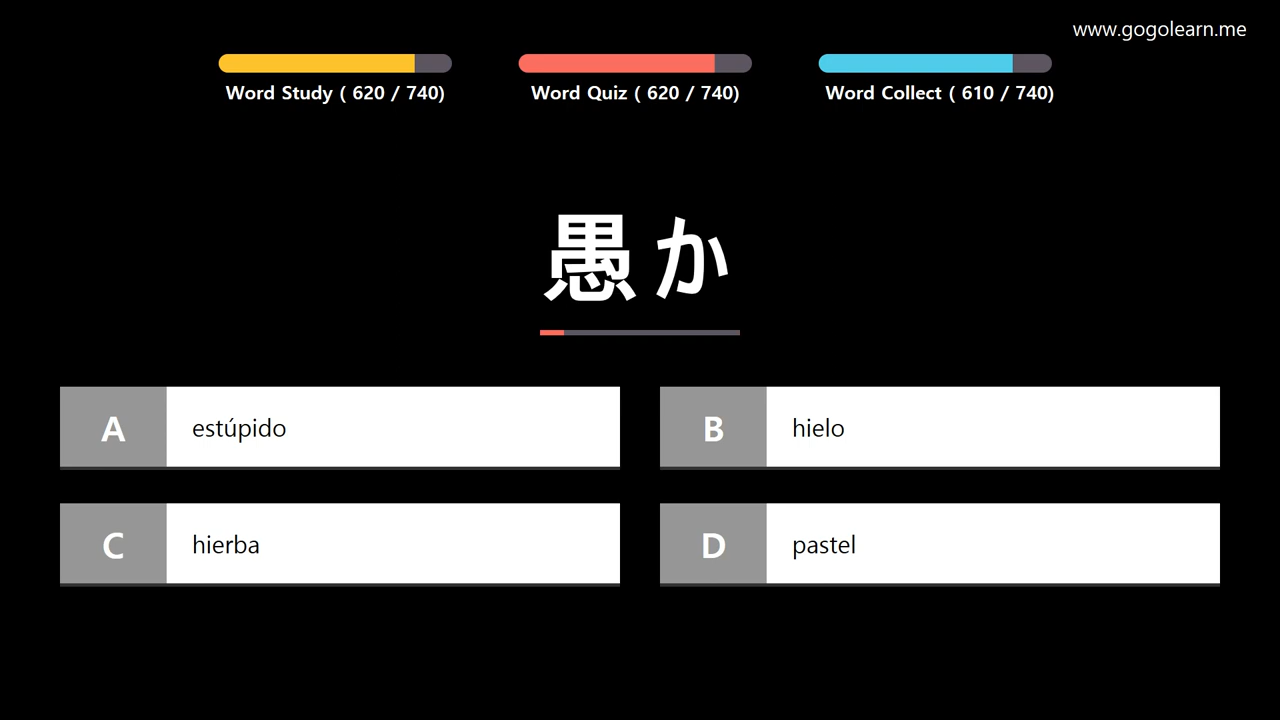 www.gogolearn.me
Word Study ( 620 / 740)
Word Quiz ( 620 / 740)
Word Collect ( 610 / 740)
愚か
A estúpido
B hielo
C hierba
D pastel